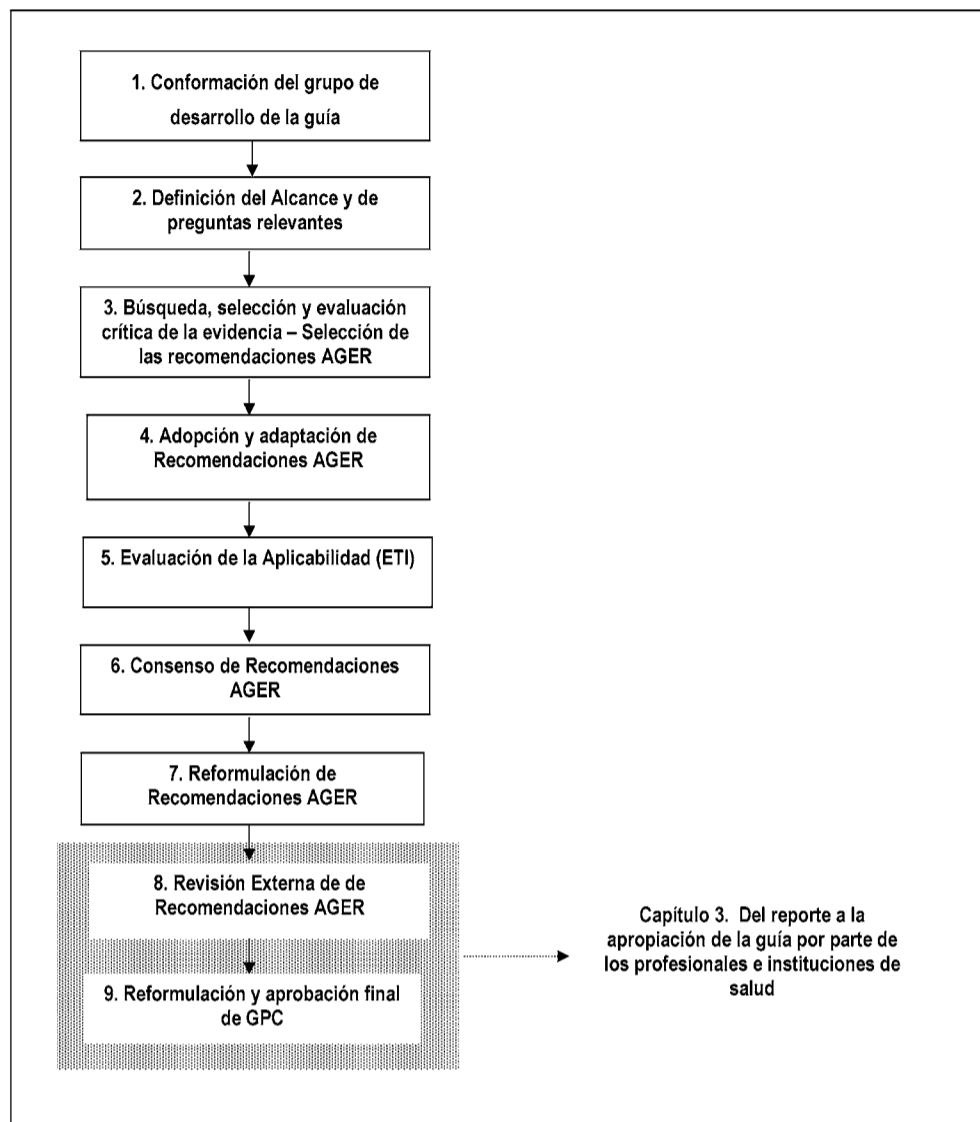 1. Conformación del grupo de
desarrollo de la guía
2. Definición del Alcance y de
preguntas relevantes
3. Búsqueda, selección y evaluación
crítica de la evidencia – Selección de
las recomendaciones AGER
4. Adopción y adaptación de
Recomendaciones AGER
5. Evaluación de la Aplicabilidad (ETI)
6. Consenso de Recomendaciones
AGER
7. Reformulación de
Recomendaciones AGER
8. Revisión Externa de de
Recomendaciones AGER
9. Reformulación y aprobación final
de GPC
Capítulo 3. Del reporte a la
apropiación de la guía por parte de
los profesionales e instituciones de
salud